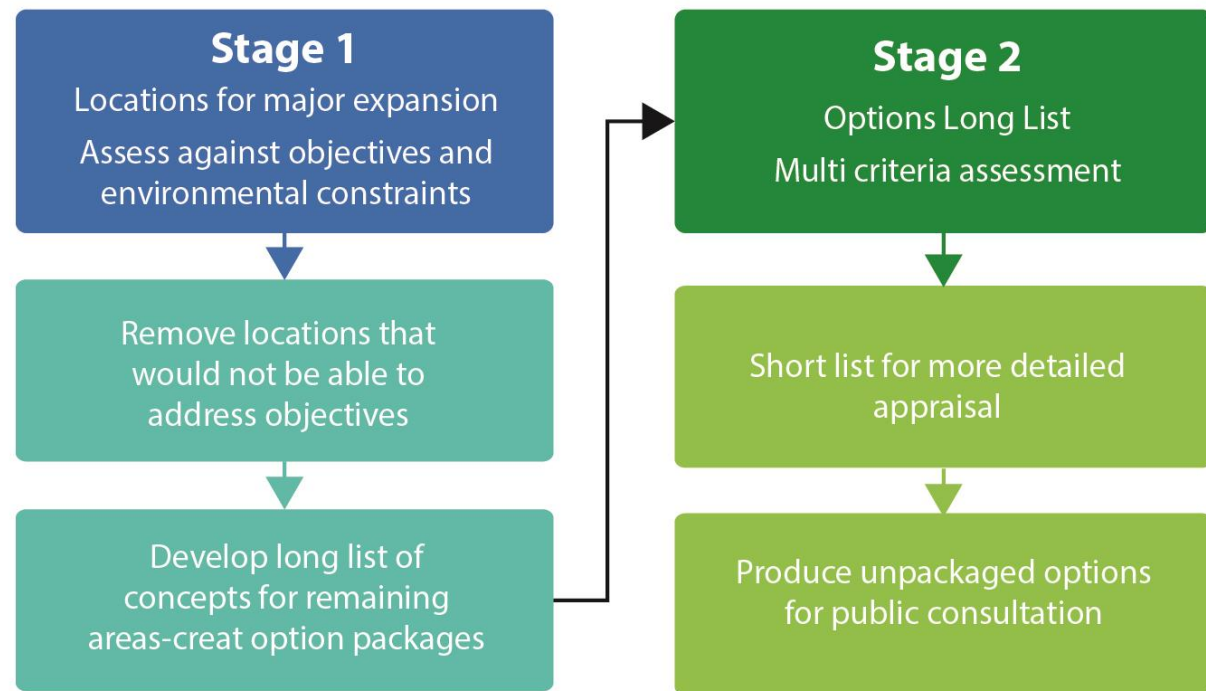 Stage 1
Locations for major expansion
Assess against objectives and
environmental constraints
Remove locations that
would not be able to
address objectives
Develop long list of
concepts for remaining
areas-creat option packages
Stage 2
Options Long List
Multi criteria assessment
Short list for more detailed
appraisal
Produce unpackaged options
for public consultation